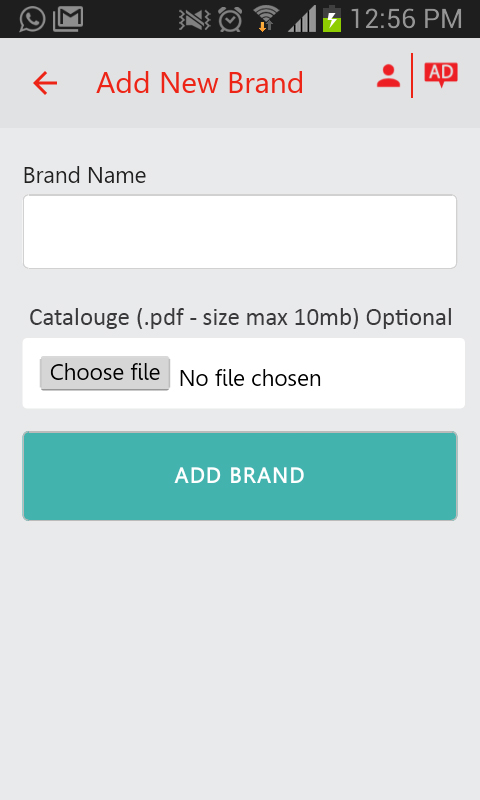 12:56 PM
Add New Brand
AD
Brand Name
Catalouge (.pdf - size max 10mb) Optional
Choose file No file chosen
ADD BRAND